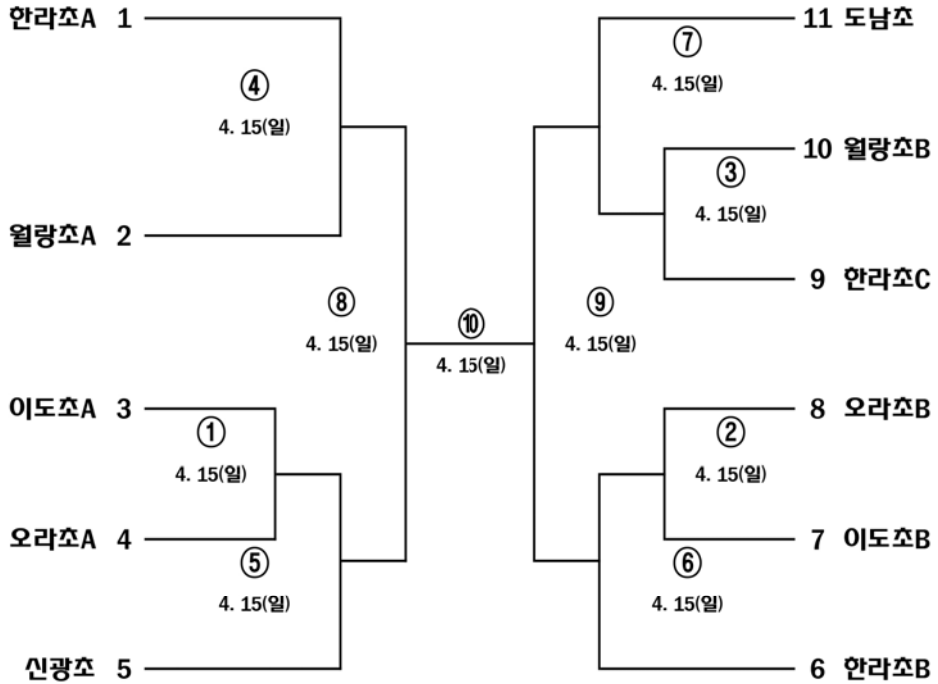 한라초A 1
11 도남초
⑦
④
4. 15(일)
4. 15(일)
10 월랑초B
③
4. 15(일)
월랑초A 2
9 한라초C
⑧
⑨
⑩
4. 15(일)
4. 15(일)
4. 15(일)
이도초A 3
8 오라초B
①
②
4. 15(일)
4. 15(일)
오라초A 4
7 이도초B
⑤
⑥
4. 15(일)
4. 15(일)
신광초 5
6 한라초B